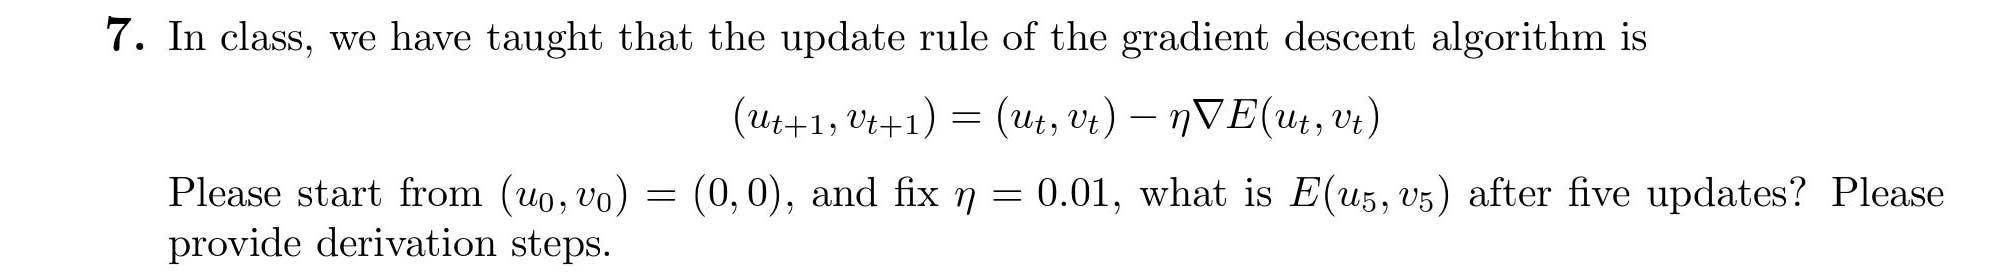 7. In class, we have taught that the update rule of the gradient descent algorithm is
(u_{t+1}, v_{t+1}) = (u_t, v_t) − η∇E(u_t, v_t)
Please start from (u_0, v_0) = (0, 0), and fix η = 0.01, what is E(u_5, v_5) after five updates? Please
provide derivation steps.